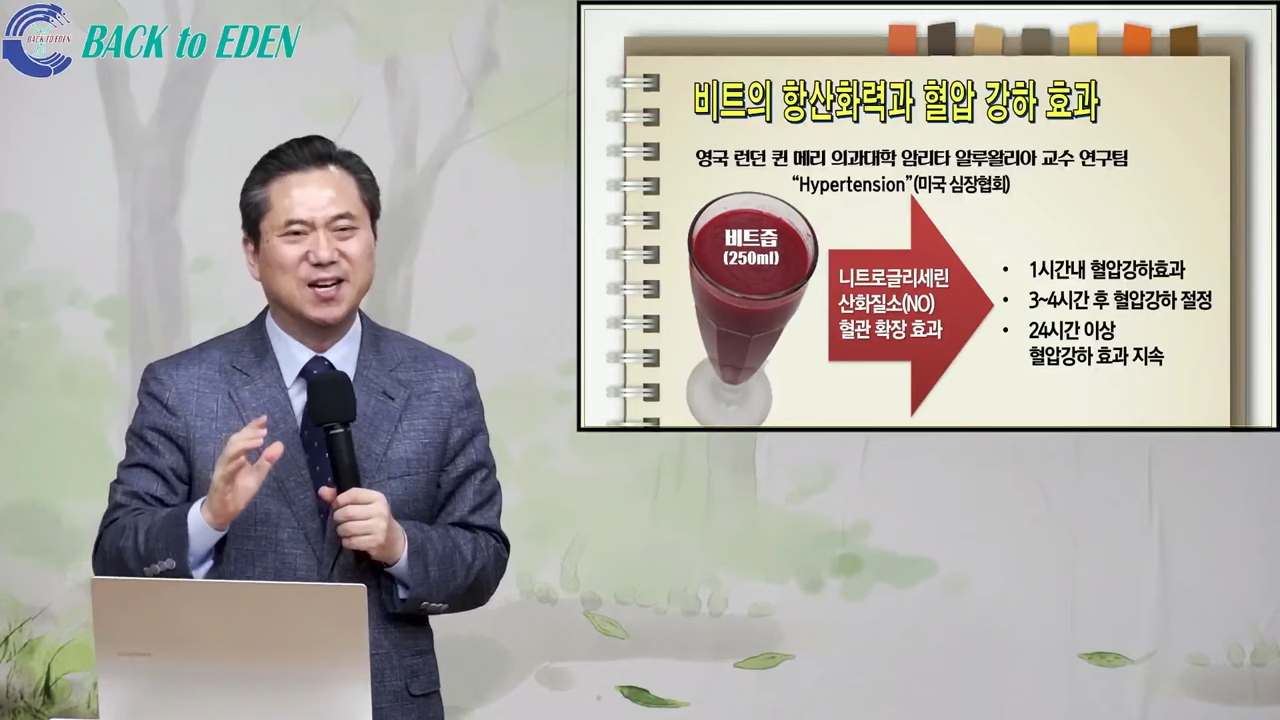 BACK TO EDEN
BACK to EDEN
비트의 항산화력과 혈압 강하 효과
영국 런던 퀸 메리 의과대학 암리타 알루왈리아 교수 연구팀
“Hypertension”(미국 심장협회)
비트즙
(250ml)
니트로글리세린
산화질소(NO)
혈관 확장 효과
• 1시간내 혈압강하효과
• 3~4시간 후 혈압강하 절정
• 24시간 이상
혈압강하 효과 지속